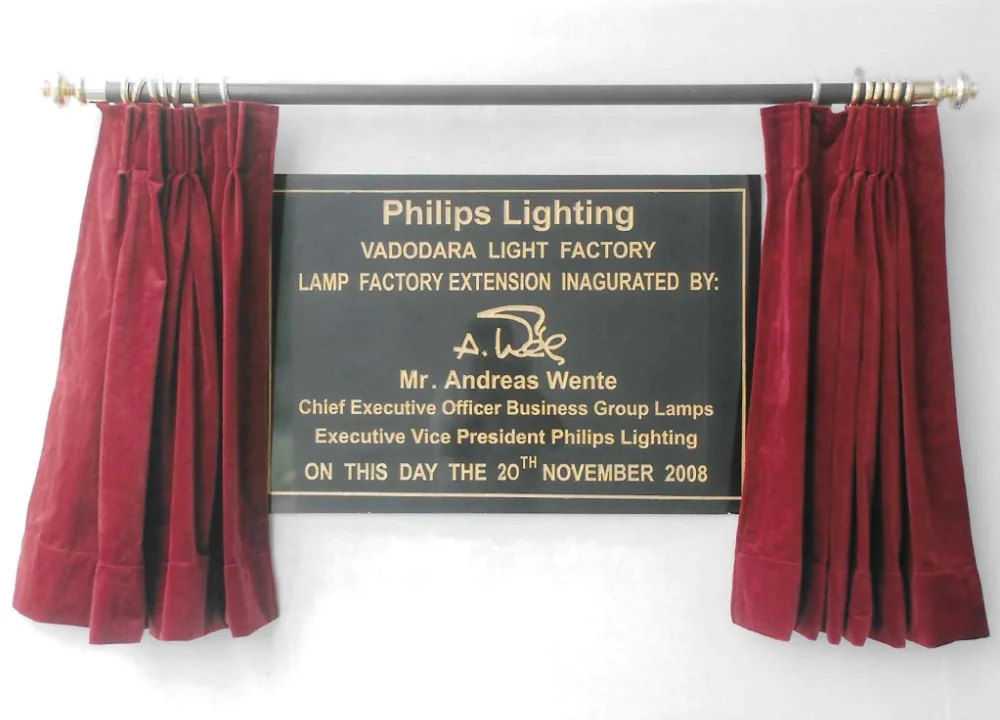 Philips Lighting
VADODARA LIGHT FACTORY
LAMP FACTORY EXTENSION INAGURATED BY:
Mr. Andreas Wente
Chief Executive Officer Business Group Lamps
Executive Vice President Philips Lighting
ON THIS DAY THE 20TH NOVEMBER 2008